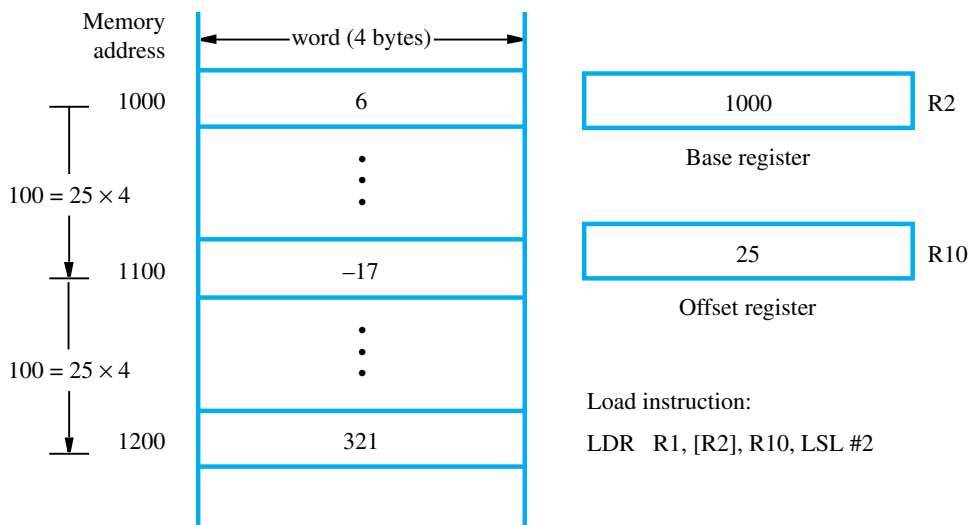 Memory
address
word (4 bytes)
1000
6
1000
R2
Base register
100 = 25 × 4
1100
–17
25
R10
Offset register
100 = 25 × 4
Load instruction:
1200
321
LDR R1, [R2], R10, LSL #2